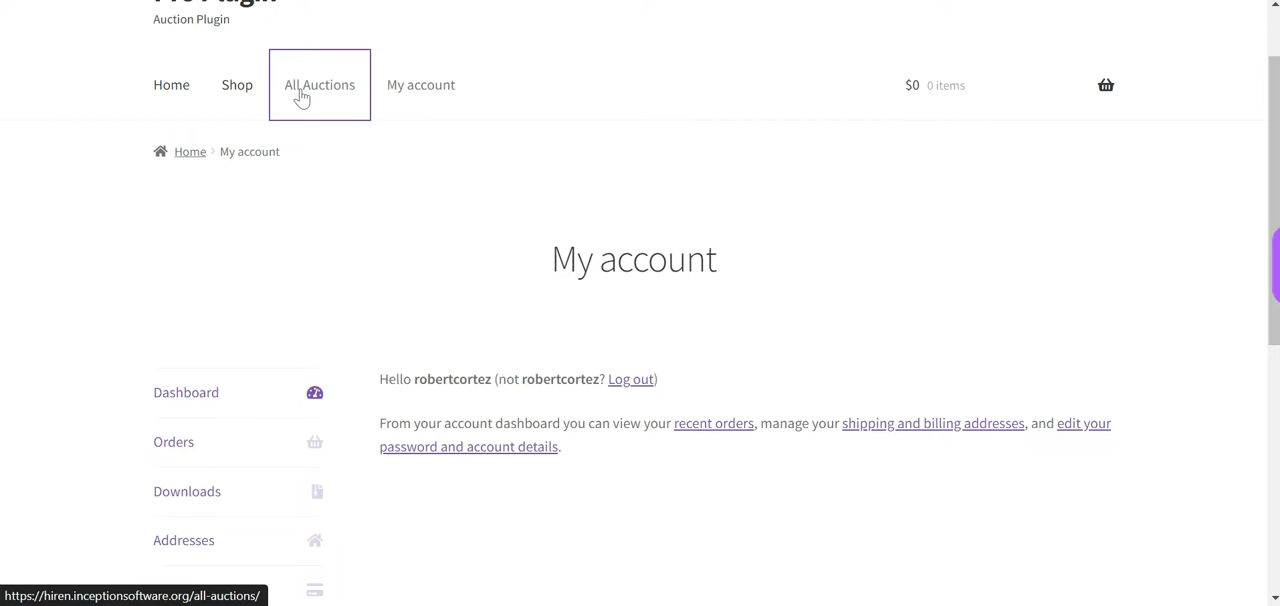 Auction Plugin
Home Shop All Auctions My account $0 0 items
Home My account
My account
Hello robertcortez (not robertcortez? Log out)
From your account dashboard you can view your recent orders, manage your shipping and billing addresses, and edit your
password and account details.
Dashboard
Orders
Downloads
Addresses
https://hiren.inceptionsoftware.org/all-auctions/